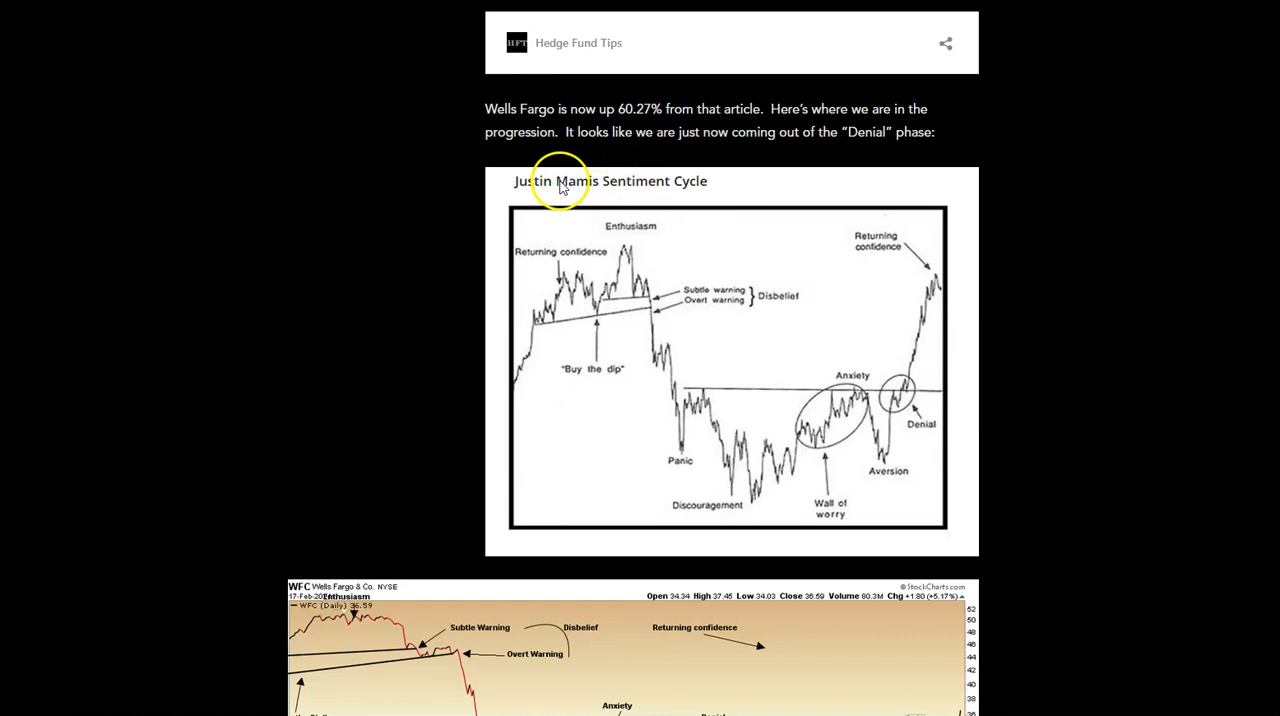 HFT Hedge Fund Tips
Wells Fargo is now up 60.27% from that article. Here's where we are in the
progression. It looks like we are just now coming out of the “Denial” phase:
Justin Mamis Sentiment Cycle
Enthusiasm
Returning confidence
Returning
confidence
Subtle warning
Overt warning
Disbelief
"Buy the dip"
Anxiety
Denial
Panic
Aversion
Discouragement
Wall of
worry
WFC Wells Fargo & Co. NYSE
© StockCharts.com
17-Feb-20
Open 34.34 High 37.45 Low 34.03 Close 36.59 Volume 80.3M Chg +1.80 (+5.17%)
Enthusiasm
WFC (Daily) 36.59
Subtle Warning
Disbelief
Returning confidence
Overt Warning
Anxiety
52
50
48
46
44
42
40
38
36